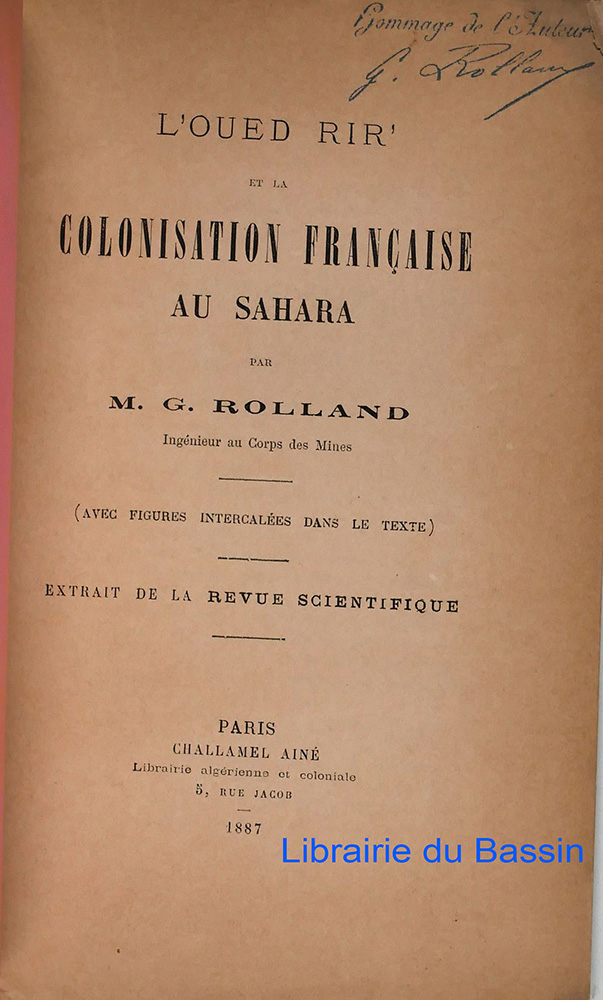 Hommage de l'Auteur
G. Rolland
L'OUED RIR'
ET LA
COLONISATION FRANÇAISE
AU SAHARA
PAR
M. G. ROLLAND
Ingénieur au Corps des Mines
(AVEC FIGURES INTERCALÉES DANS LE TEXTE)
EXTRAIT DE LA REVUE SCIENTIFIQUE
PARIS
CHALLAMEL AINÉ
Librairie algérienne et coloniale
5, RUE JACOB
1887
Librairie du Bassin